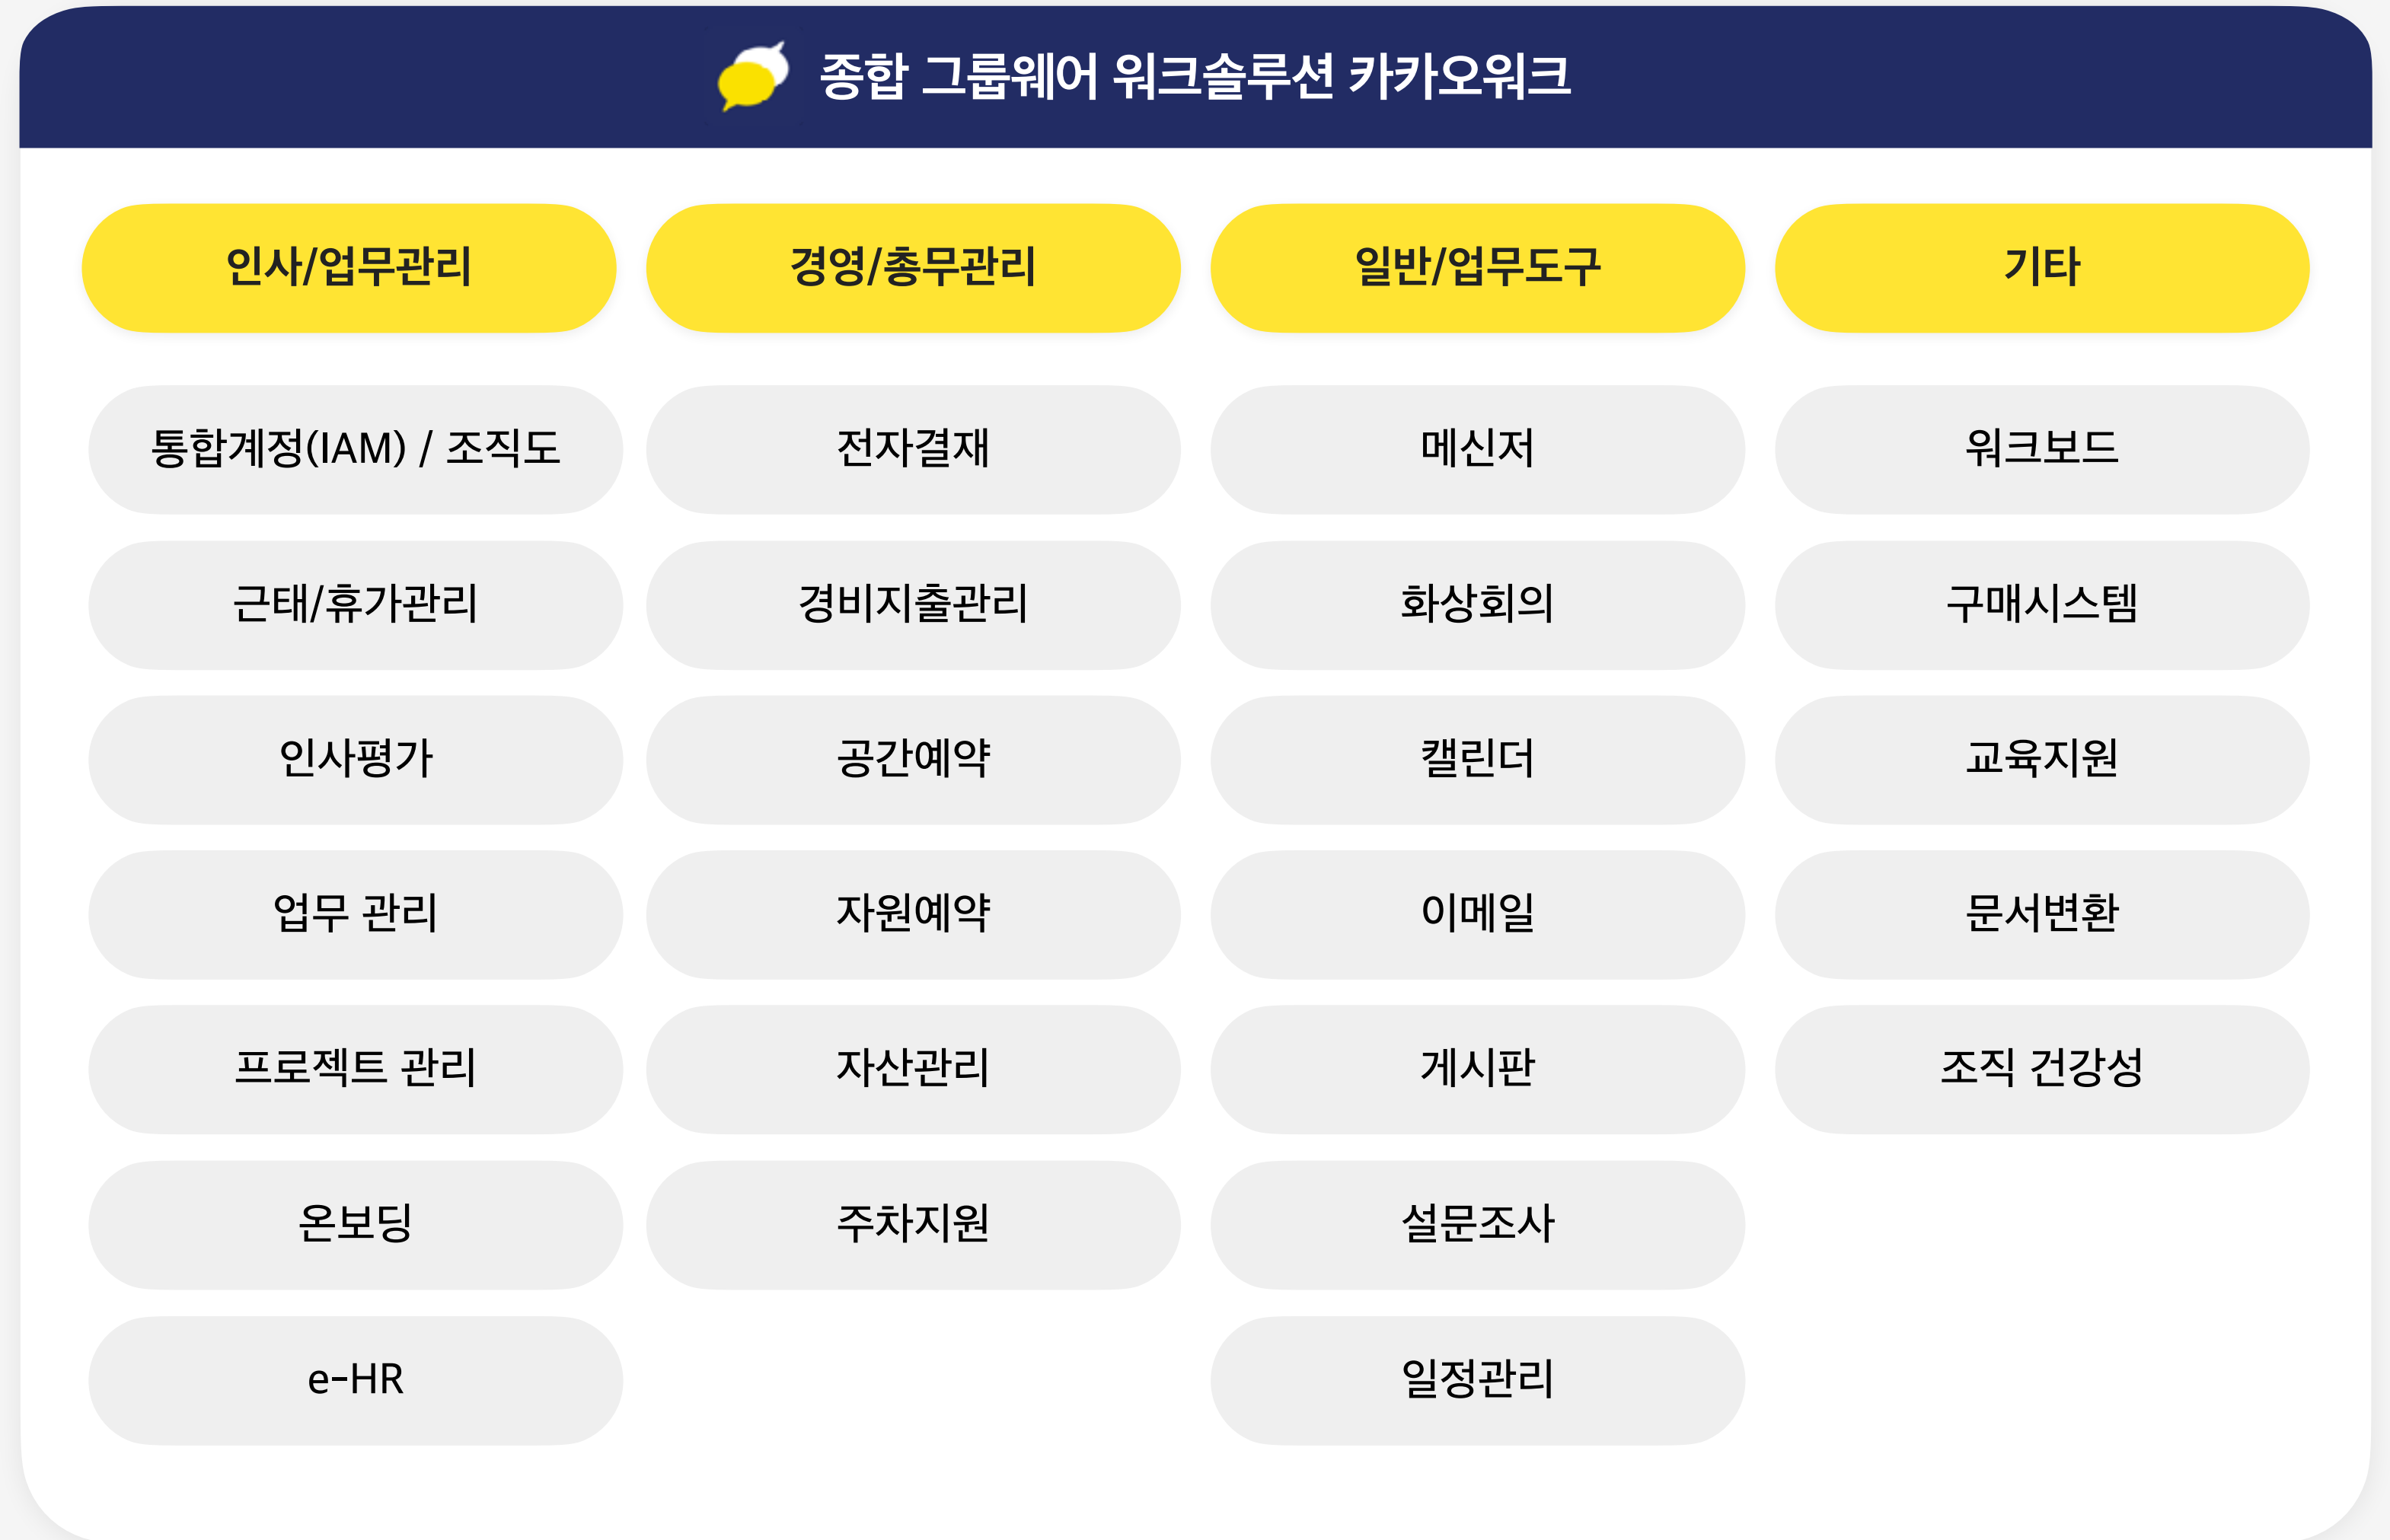 종합 그룹웨어 워크솔루션 카카오워크
인사/업무관리
경영/총무관리
일반/업무도구
기타
통합계정(IAM) / 조직도
전자결재
메신저
워크보드
근태/휴가관리
경비지출관리
화상회의
구매시스템
인사평가
공간예약
캘린더
교육지원
업무 관리
자원예약
이메일
문서변환
프로젝트 관리
자산관리
게시판
조직 건강성
온보딩
주차지원
설문조사
e-HR
일정관리